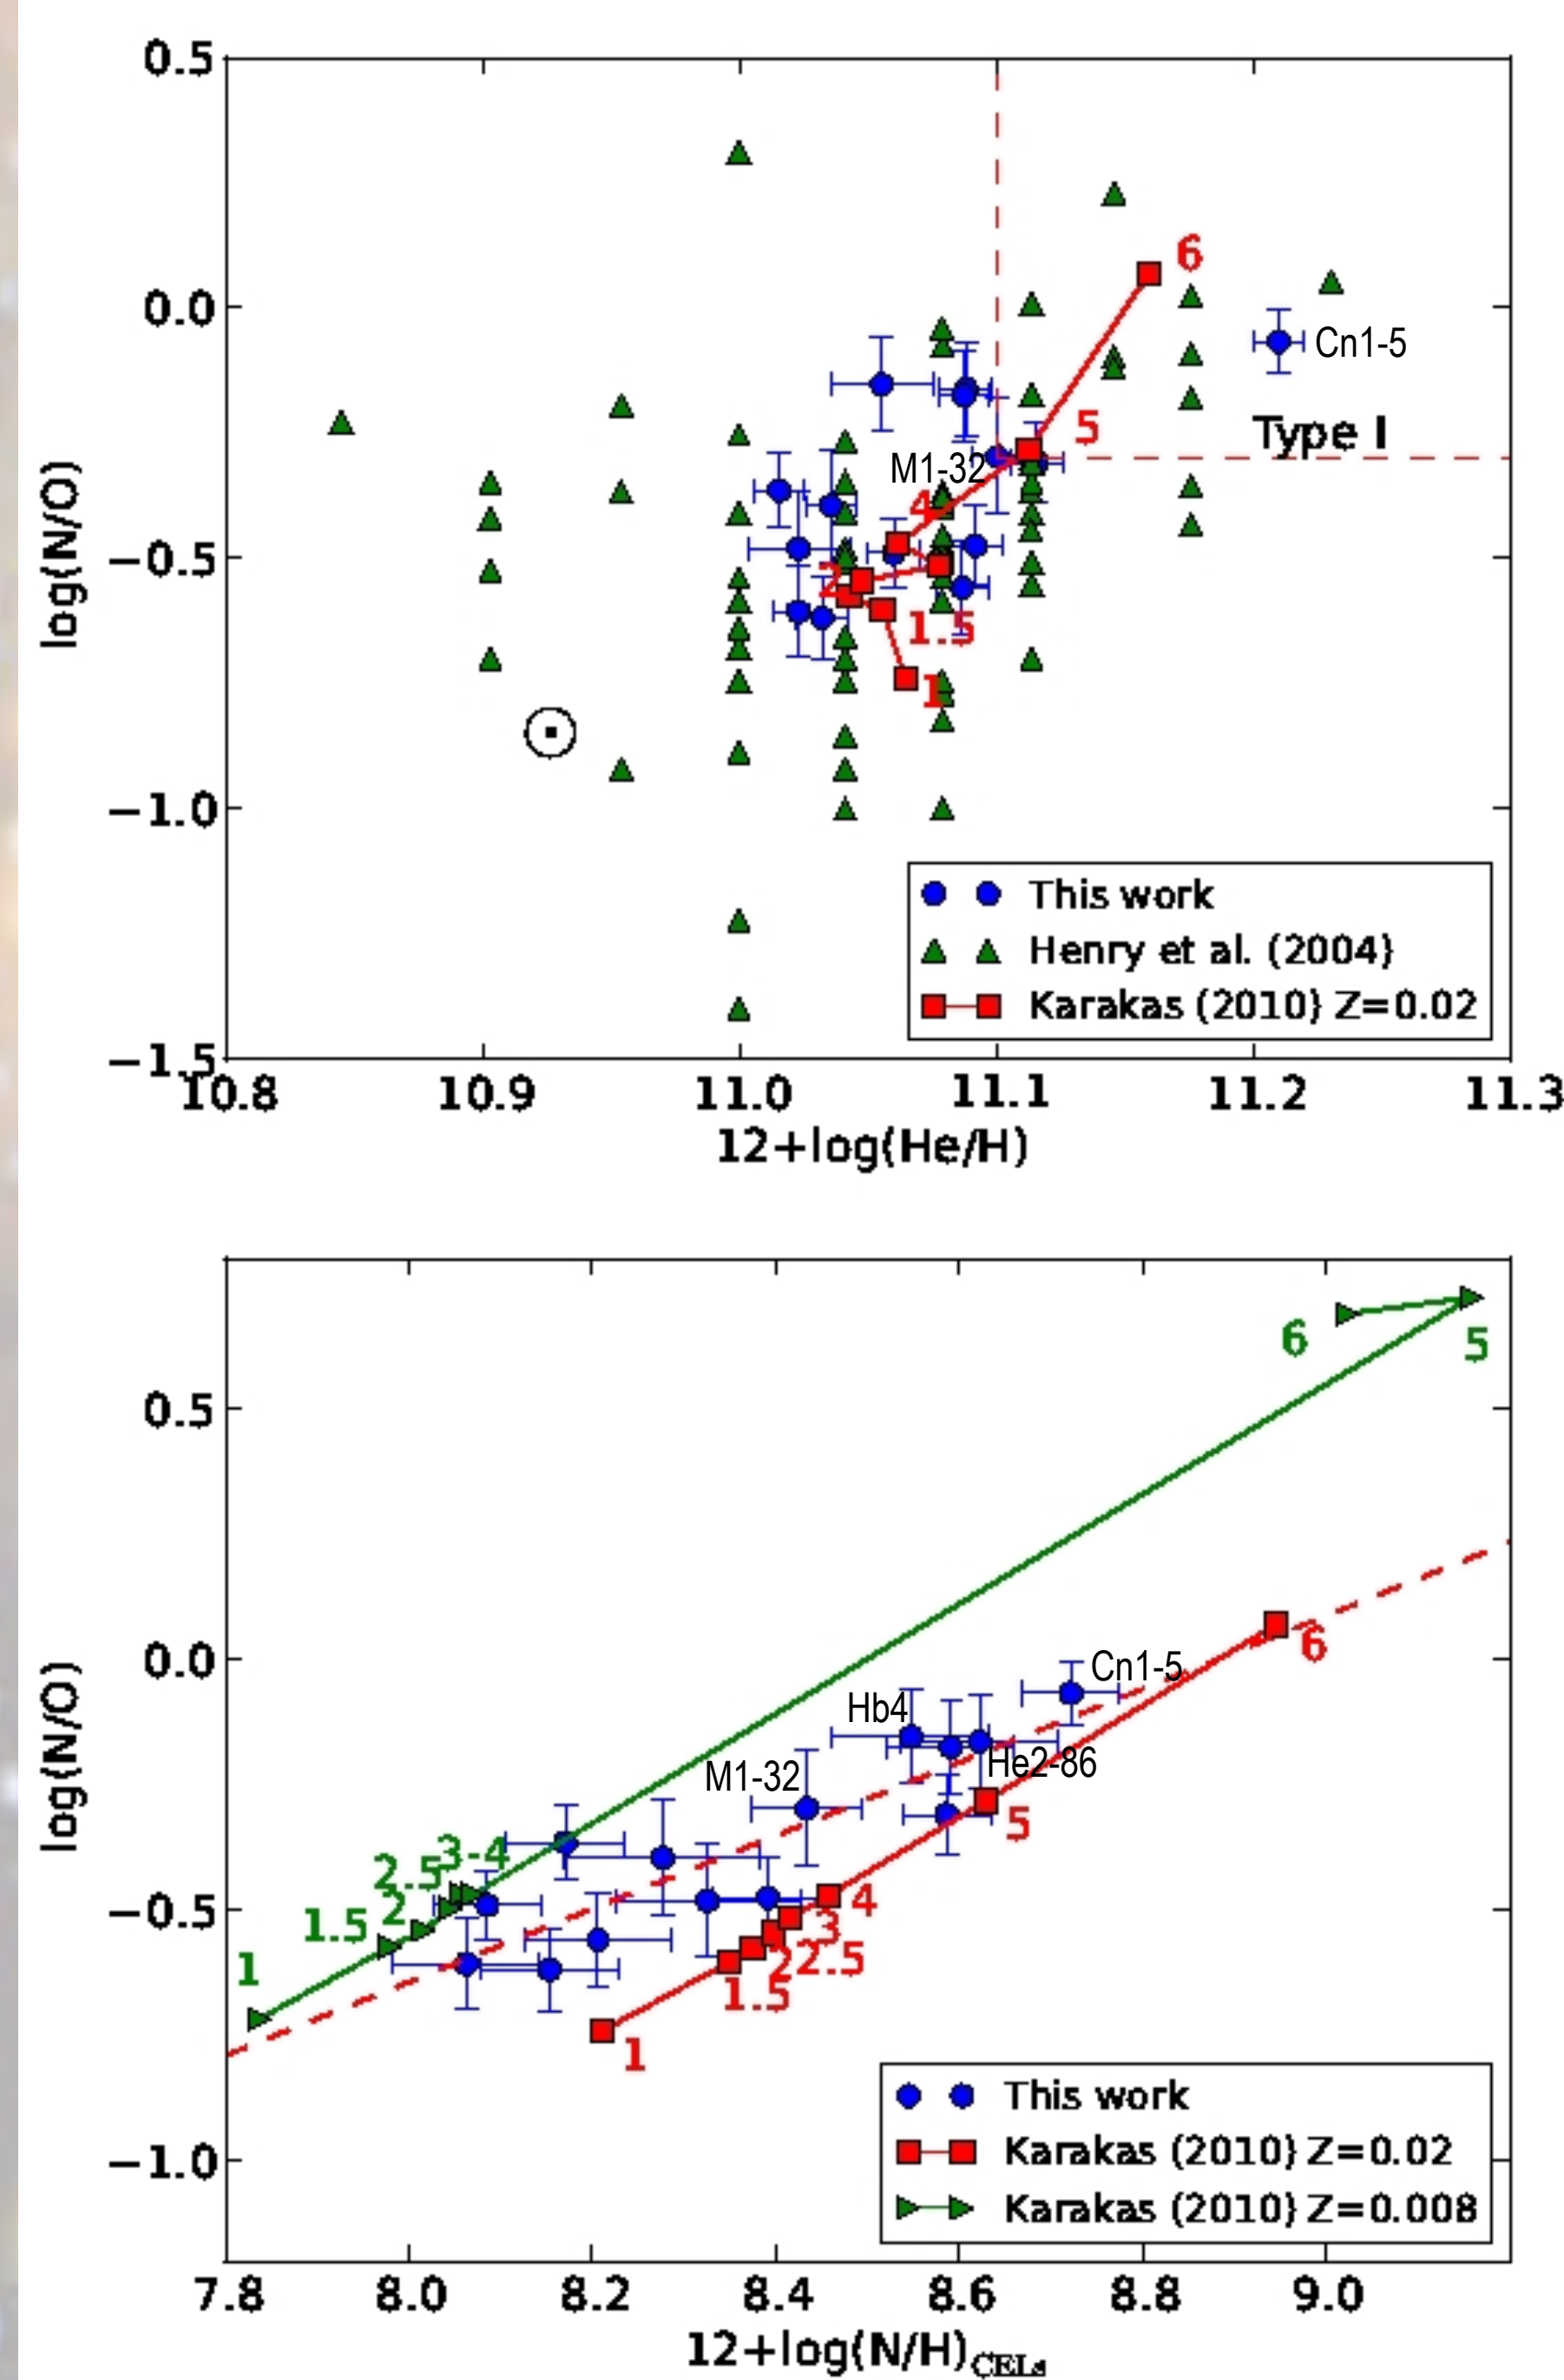 0.5
0.0
−0.5
−1.0
−1.5
log(N/O)
6
Cn1-5
5
Type I
M1-32
4
2
1.5
1
This work
Henry et al. (2004)
Karakas (2010) Z=0.02
10.8 10.9 11.0 11.1 11.2 11.3
12+log(He/H)
0.5
0.0
−0.5
−1.0
log(N/O)
6
5
6
Cn1-5
Hb4
He2-86
M1-32
5
3-4
2.5
2
1.5
1
4
3
2 2.5
1.5
1
This work
Karakas (2010) Z=0.02
Karakas (2010) Z=0.008
7.8 8.0 8.2 8.4 8.6 8.8 9.0
12+log(N/H)CELs